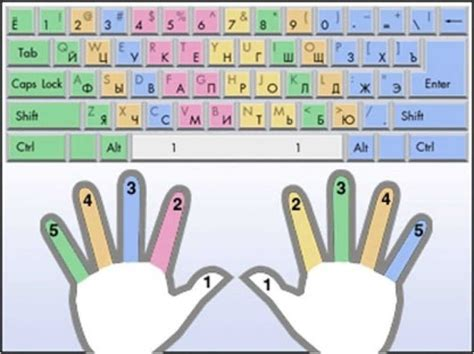 Ё 1 2 3 4 5 6 7 8 9 0 - = ←
Tab Q Й W Ц E У R К T Е Y Н U Г I Ш O Щ P З [ Х ] Ъ
Caps Lock A Ф S Ы D В F А G П H Р J О K Л L Д Ж Э Enter
Shift Z Я X Ч C С V М B И N Т M Ь < Б > Ю Shift
Ctrl Alt 1 1 Alt Ctrl
5 4 3 2 1 1 2 3 4 5